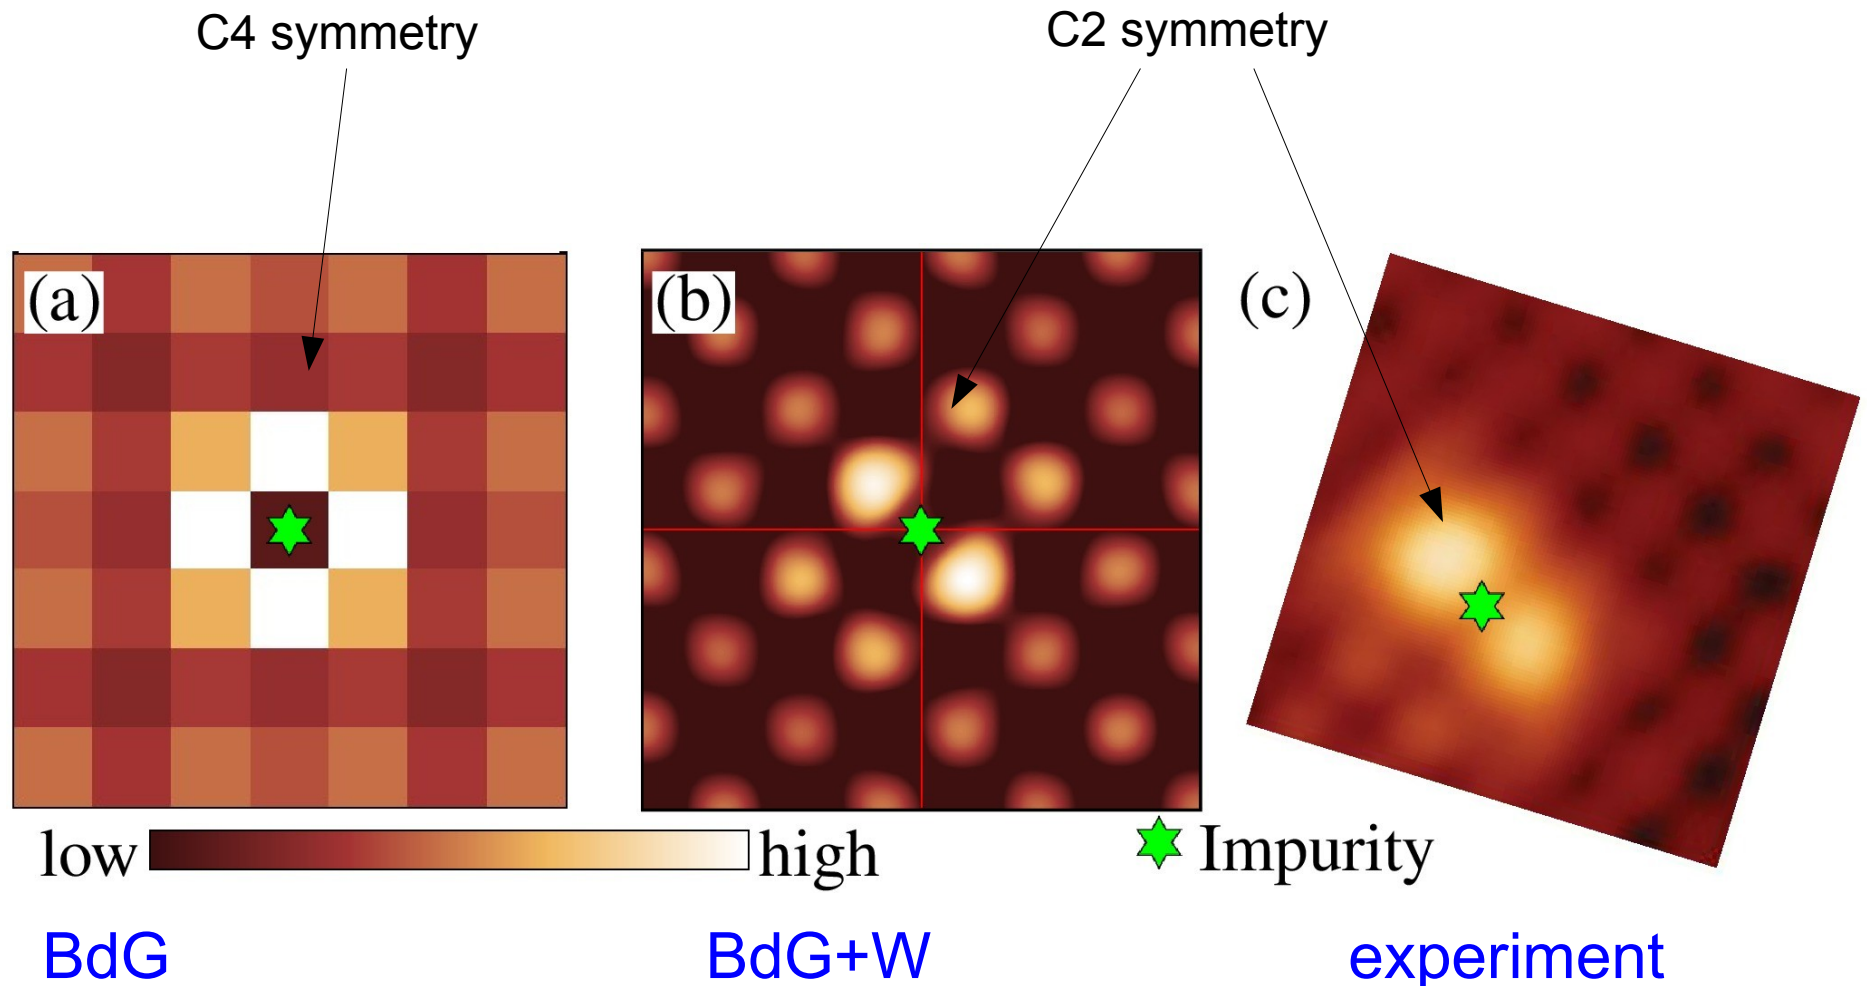 C4 symmetry
C2 symmetry
(a)
(b)
(c)
low
high
Impurity
BdG
BdG+W
experiment